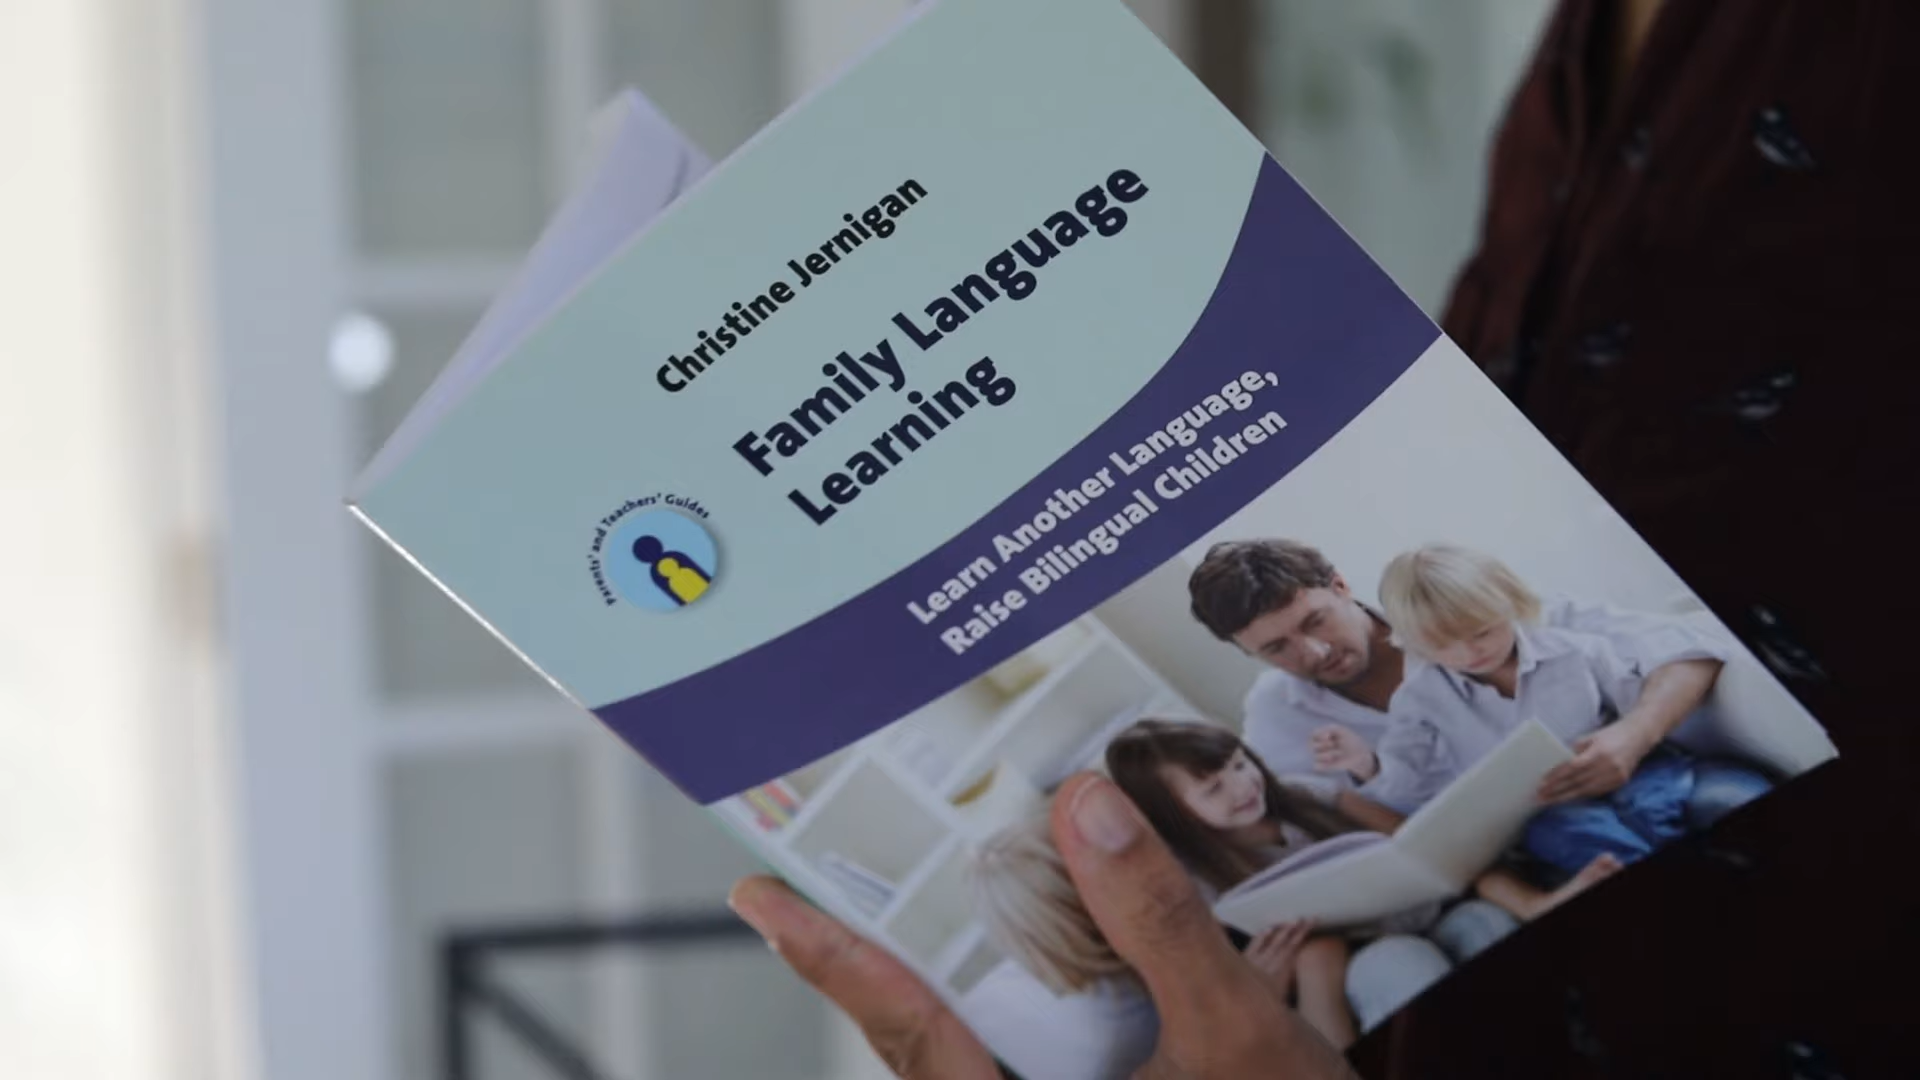 Christine Jernigan
Family Language
Learning
Parents' and Teachers' Guides
Learn Another Language,
Raise Bilingual Children